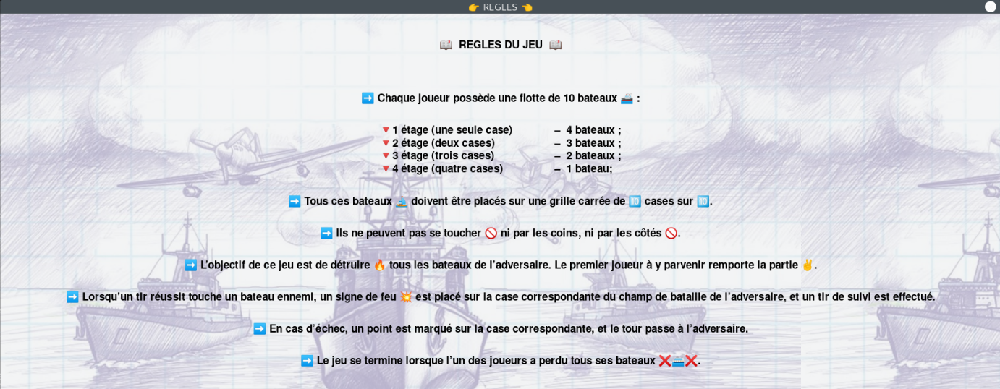 👉 REGLES 👈
📖 REGLES DU JEU 📖
➡️ Chaque joueur possède une flotte de 10 bateaux 🚢 :
🔻1 étage (une seule case) – 4 bateaux ;
🔻2 étage (deux cases) – 3 bateaux ;
🔻3 étage (trois cases) – 2 bateaux ;
🔻4 étage (quatre cases) – 1 bateau;
➡️ Tous ces bateaux 🚤 doivent être placés sur une grille carrée de 🔟 cases sur 🔟.
➡️ Ils ne peuvent pas se toucher 🚫 ni par les coins, ni par les côtés 🚫.
➡️ L’objectif de ce jeu est de détruire 🔥 tous les bateaux de l’adversaire. Le premier joueur à y parvenir remporte la partie ✌️.
➡️ Lorsqu’un tir réussit touche un bateau ennemi, un signe de feu 💥 est placé sur la case correspondante du champ de bataille de l’adversaire, et un tir de suivi est effectué.
➡️ En cas d’échec, un point est marqué sur la case correspondante, et le tour passe à l’adversaire.
➡️ Le jeu se termine lorsque l’un des joueurs a perdu tous ses bateaux ❌🚢❌.